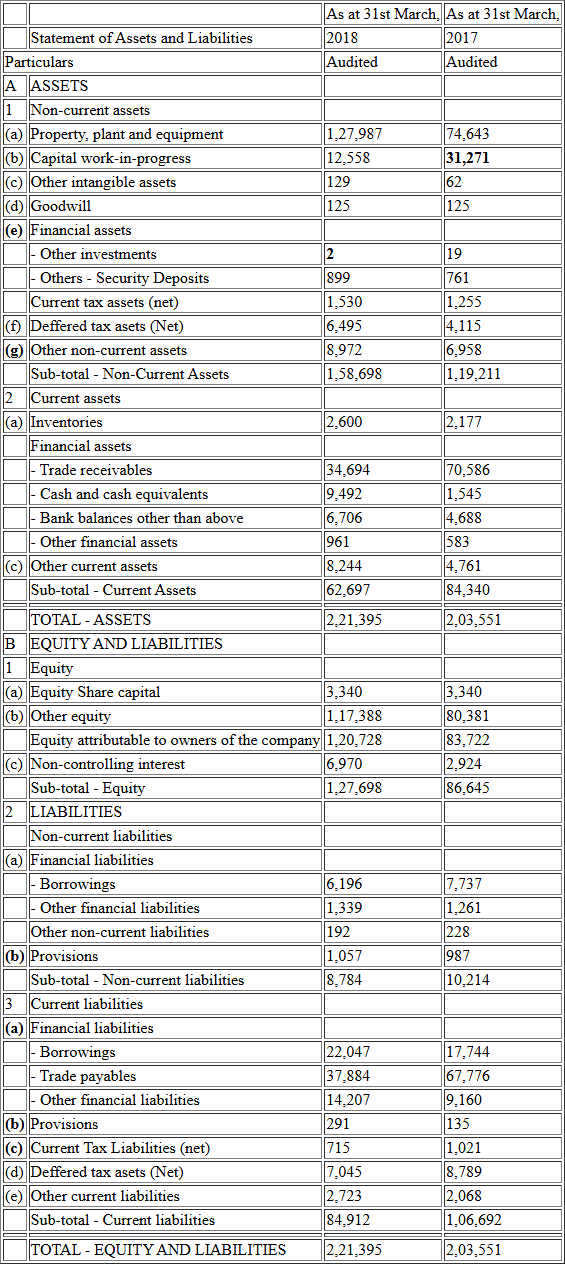 As at 31st March, As at 31st March,
Statement of Assets and Liabilities 2018 2017
Particulars Audited Audited
A ASSETS
1 Non-current assets
(a) Property, plant and equipment 1,27,987 74,643
(b) Capital work-in-progress 12,558 31,271
(c) Other intangible assets 129 62
(d) Goodwill 125 125
(e) Financial assets
- Other investments 2 19
- Others - Security Deposits 899 761
Current tax assets (net) 1,530 1,255
(f) Deffered tax asets (Net) 6,495 4,115
(g) Other non-current assets 8,972 6,958
Sub-total - Non-Current Assets 1,58,698 1,19,211
2 Current assets
(a) Inventories 2,600 2,177
Financial assets
- Trade receivables 34,694 70,586
- Cash and cash equivalents 9,492 1,545
- Bank balances other than above 6,706 4,688
- Other financial assets 961 583
(c) Other current assets 8,244 4,761
Sub-total - Current Assets 62,697 84,340
TOTAL - ASSETS 2,21,395 2,03,551
B EQUITY AND LIABILITIES
1 Equity
(a) Equity Share capital 3,340 3,340
(b) Other equity 1,17,388 80,381
Equity attributable to owners of the company 1,20,728 83,722
(c) Non-controlling interest 6,970 2,924
Sub-total - Equity 1,27,698 86,645
2 LIABILITIES
Non-current liabilities
(a) Financial liabilities
- Borrowings 6,196 7,737
- Other financial liabilities 1,339 1,261
Other non-current liabilities 192 228
(b) Provisions 1,057 987
Sub-total - Non-current liabilities 8,784 10,214
3 Current liabilities
(a) Financial liabilities
- Borrowings 22,047 17,744
- Trade payables 37,884 67,776
- Other financial liabilities 14,207 9,160
(b) Provisions 291 135
(c) Current Tax Liabilities (net) 715 1,021
(d) Deffered tax asets (Net) 7,045 8,789
(e) Other current liabilities 2,723 2,068
Sub-total - Current liabilities 84,912 1,06,692
TOTAL - EQUITY AND LIABILITIES 2,21,395 2,03,551